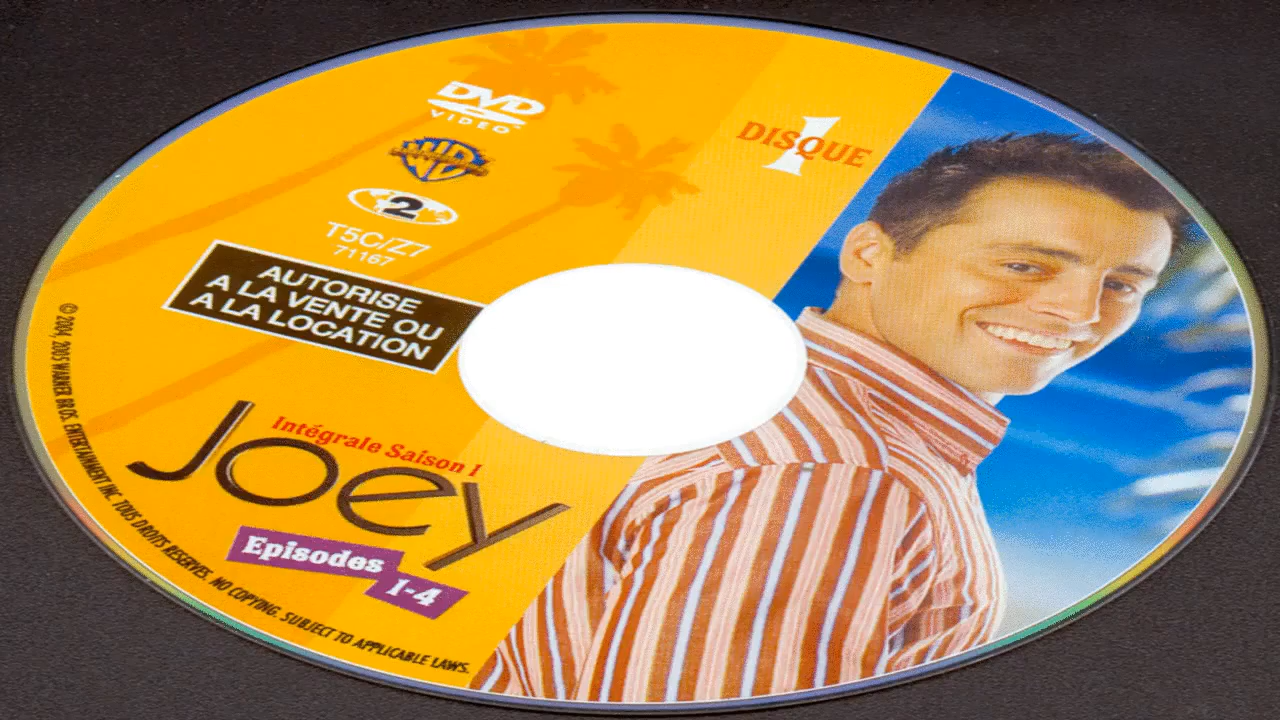 DVD
VIDEO™
WB
2
T5C/Z7
71167
AUTORISE
A LA VENTE OU
A LA LOCATION
DISQUE
1
Intégrale Saison 1
Joey
Episodes
1-4
© 2004, 2005 WARNER BROS. ENTERTAINMENT INC. TOUS DROITS RESERVES. NO COPYING. SUBJECT TO APPLICABLE LAWS.